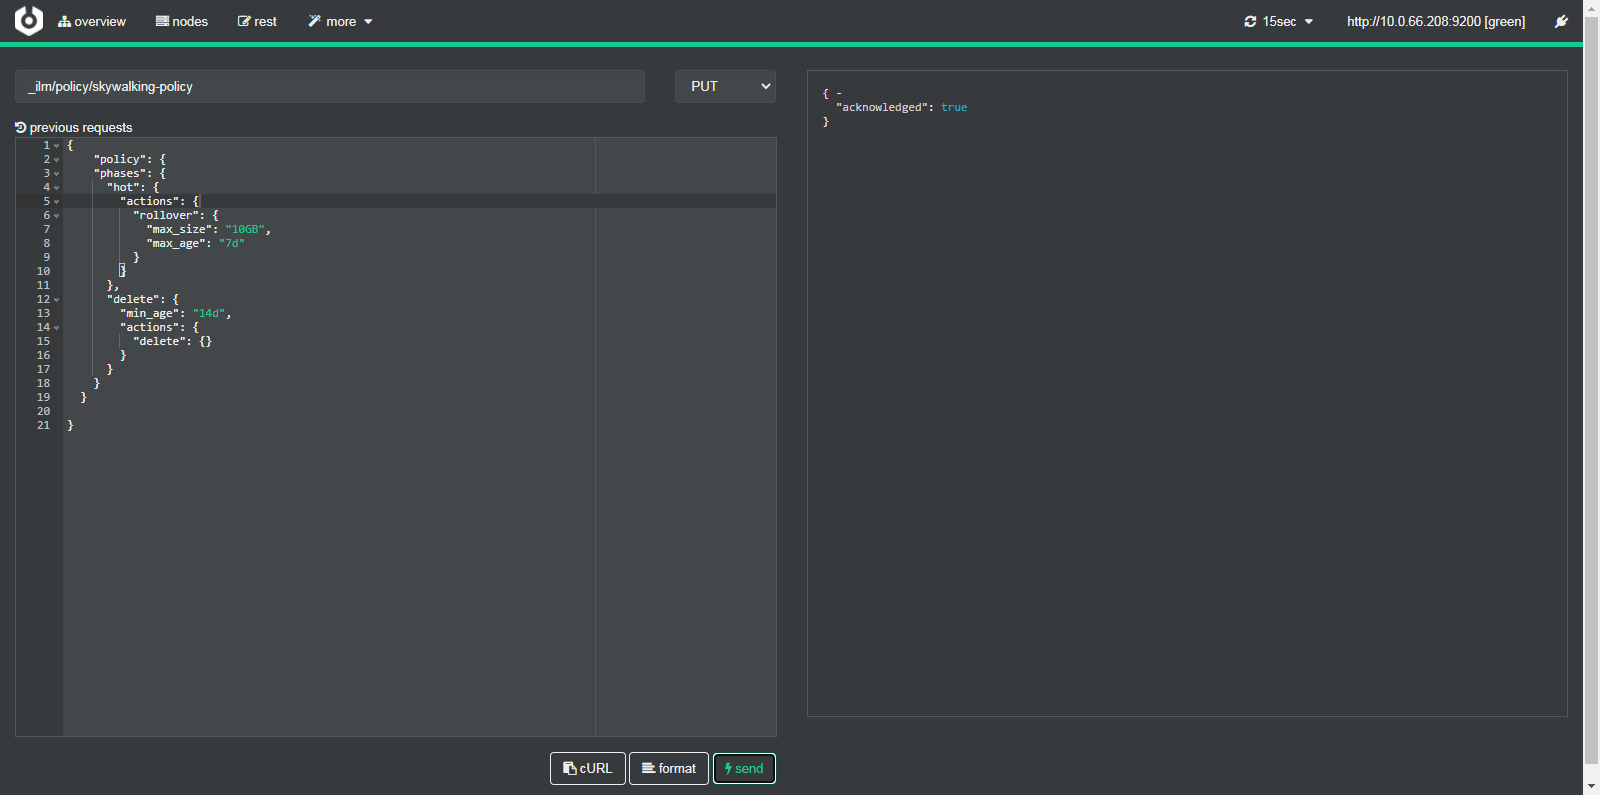 overview nodes rest more 15sec http://10.0.66.208:9200 [green]
_ilm/policy/skywalking-policy PUT
previous requests
1 {
2 "policy": {
3 "phases": {
4 "hot": {
5 "actions": {
6 "rollover": {
7 "max_size": "10GB",
8 "max_age": "7d"
9 }
10 }
11 },
12 "delete": {
13 "min_age": "14d",
14 "actions": {
15 "delete": {}
16 }
17 }
18 }
19 }
20
21 }
cURL format send
{ -
"acknowledged": true
}